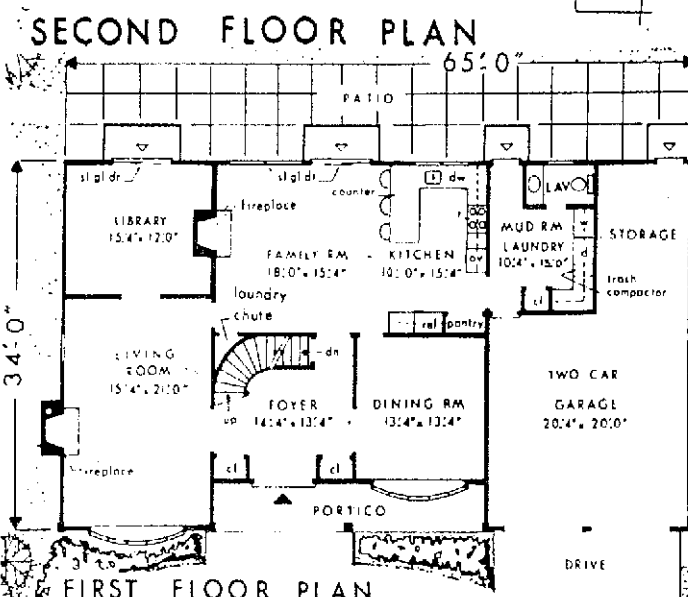 SECOND FLOOR PLAN
65'-0"
PATIO
sl gl dr
sl gl dr
counter
dw
LAV
LIBRARY
15'4" x 12'0"
fireplace
FAMILY RM
18'0" x 15'4"
KITCHEN
10'0" x 15'4"
ov
MUD RM
LAUNDRY
d
STORAGE
trash
compactor
cl
34'-0"
laundry
chute
ref
pantry
LIVING
ROOM
15'4" x 21'0"
dn
up
FOYER
14'4" x 13'4"
DINING RM
13'4" x 13'4"
TWO CAR
GARAGE
20'4" x 20'0"
fireplace
cl
cl
PORTICO
DRIVE
FIRST FLOOR PLAN